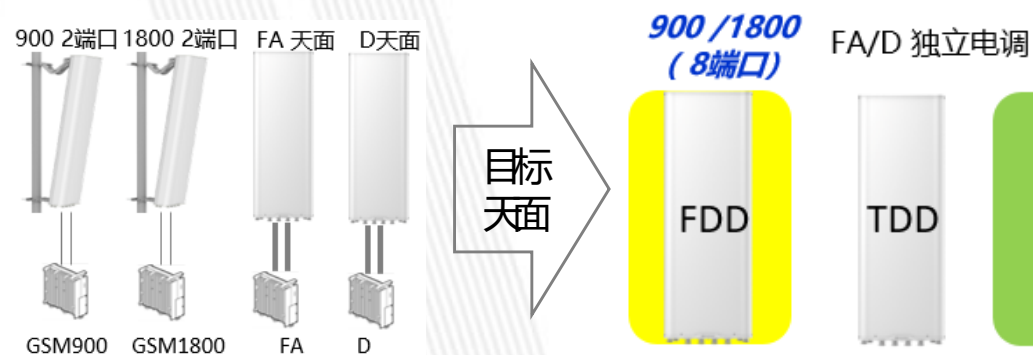 900 2端口 1800 2端口 FA 天面 D天面
GSM900 GSM1800 FA D
目标
天面
900 /1800
( 8端口)
FDD
FA/D 独立电调
TDD